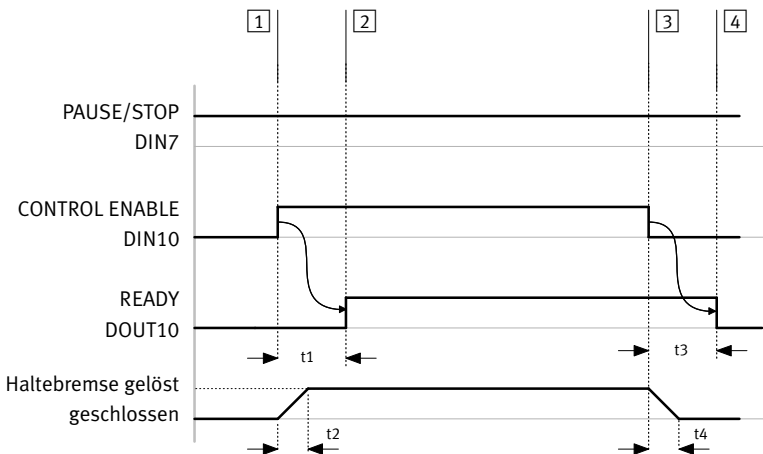 1 2 3 4
PAUSE/STOP
DIN7
CONTROL ENABLE
DIN10
READY
DOUT10
t1 t3
Haltebremse gelöst
geschlossen
t2 t4